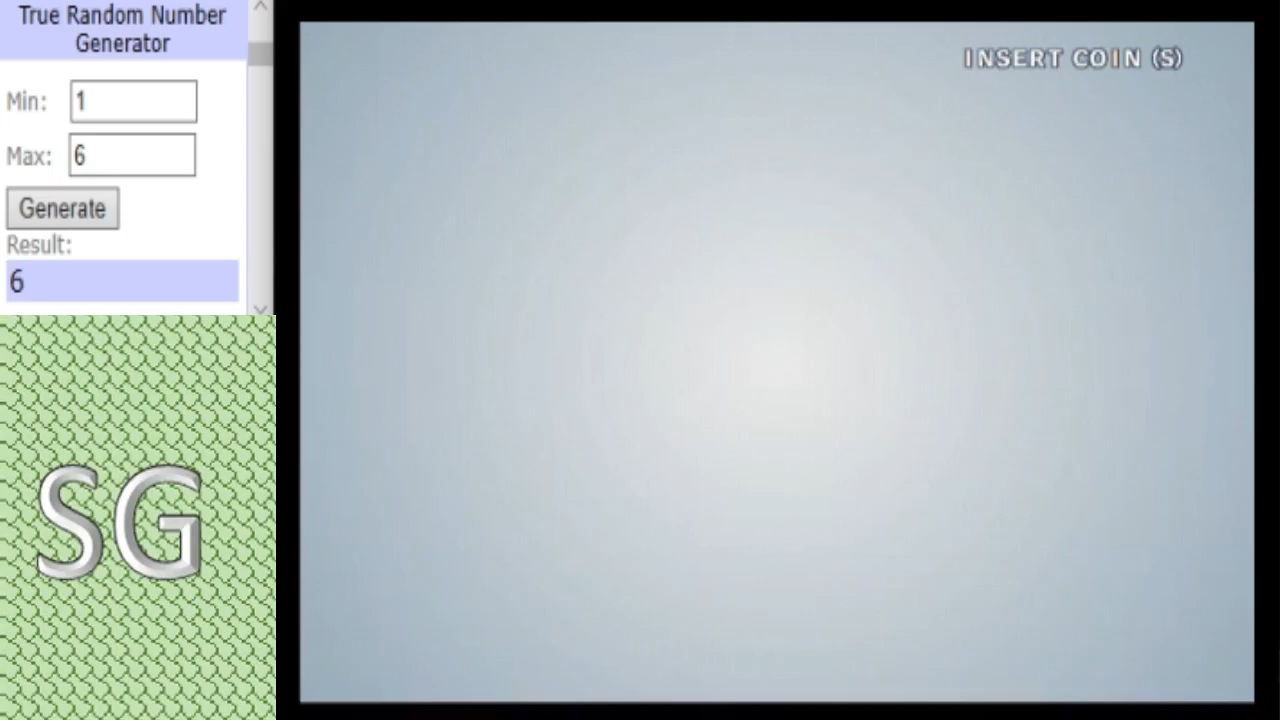 True Random Number
Generator
Min: 1
Max: 6
Generate
Result:
6
SG
INSERT COIN (S)